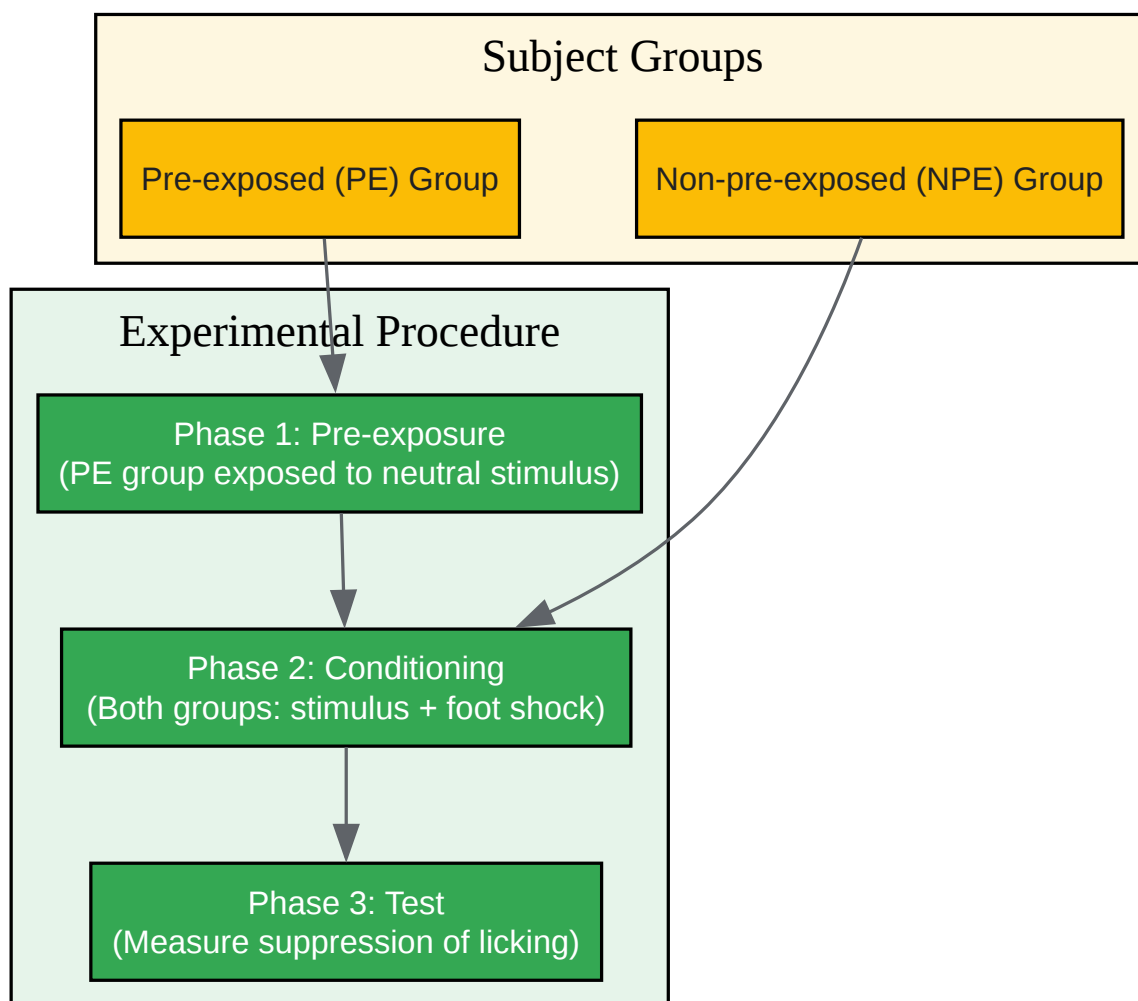 Subject Groups
Pre-exposed (PE) Group
Non-pre-exposed (NPE) Group
Experimental Procedure
Phase 1: Pre-exposure
(PE group exposed to neutral stimulus)
Phase 2: Conditioning
(Both groups: stimulus + foot shock)
Phase 3: Test
(Measure suppression of licking)